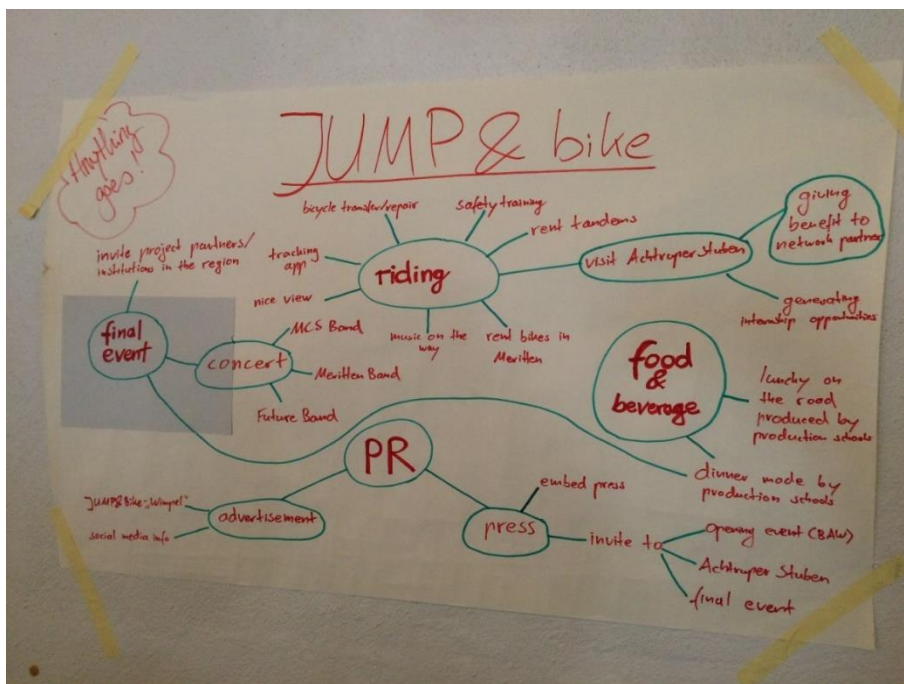 JUMP & bike
Anything
goes!
bicycle transfer/repair
safety training
rent tandems
giving
benefit to
network partner
invite project partners/
institutions in the region
tracking
app
riding
visit Achtruper Stuben
nice view
generating
internship opportunities
final
event
MCS Band
music on the
way
rent bikes in
Meritten
concert
Meritten Band
Future Band
food
&
beverage
lunchy on
the road
produced by
production schools
PR
dinner made by
production schools
JUMP&Bike-„Wimpel"
social media info
advertisement
embed press
press
invite to
opening event (BAW)
Achtruper Stuben
final event